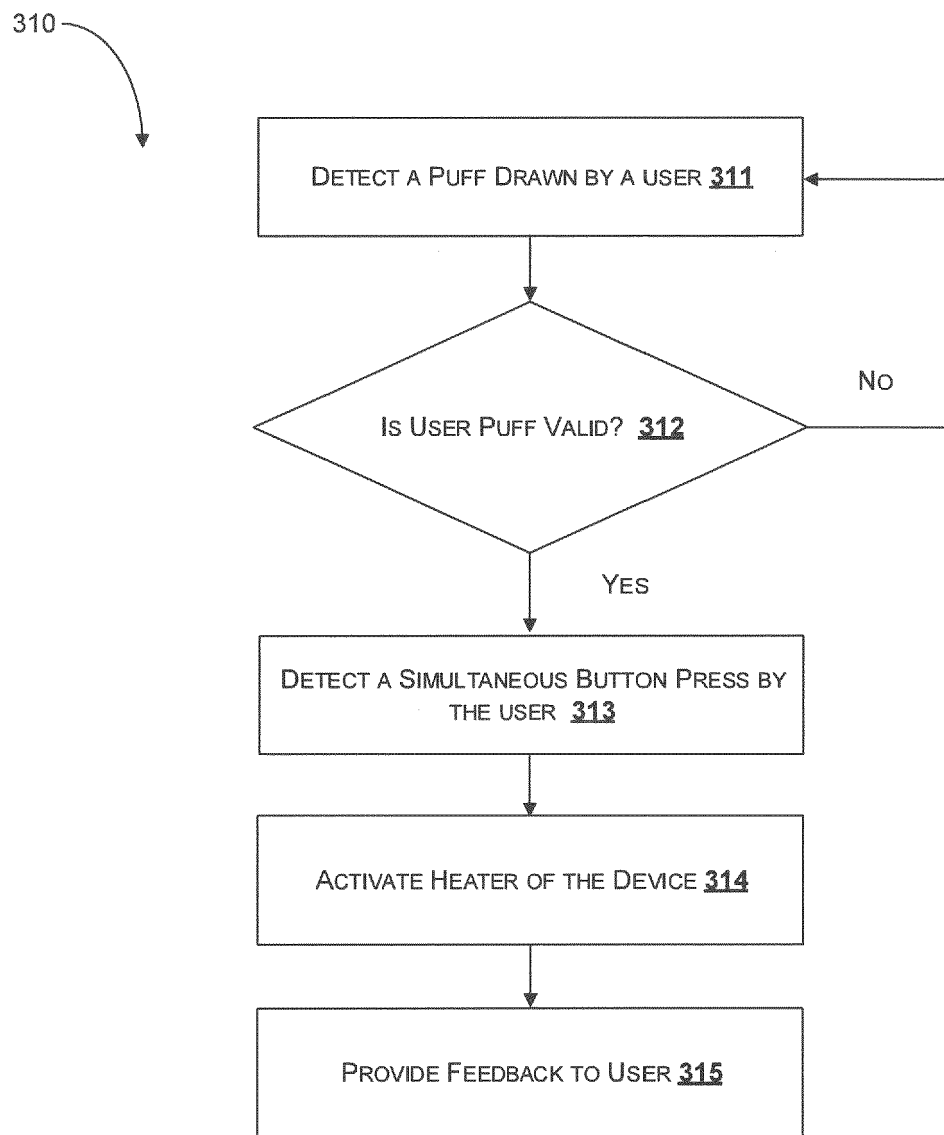 310
DETECT A PUFF DRAWN BY A USER 311
IS USER PUFF VALID? 312
NO
YES
DETECT A SIMULTANEOUS BUTTON PRESS BY
THE USER 313
ACTIVATE HEATER OF THE DEVICE 314
PROVIDE FEEDBACK TO USER 315